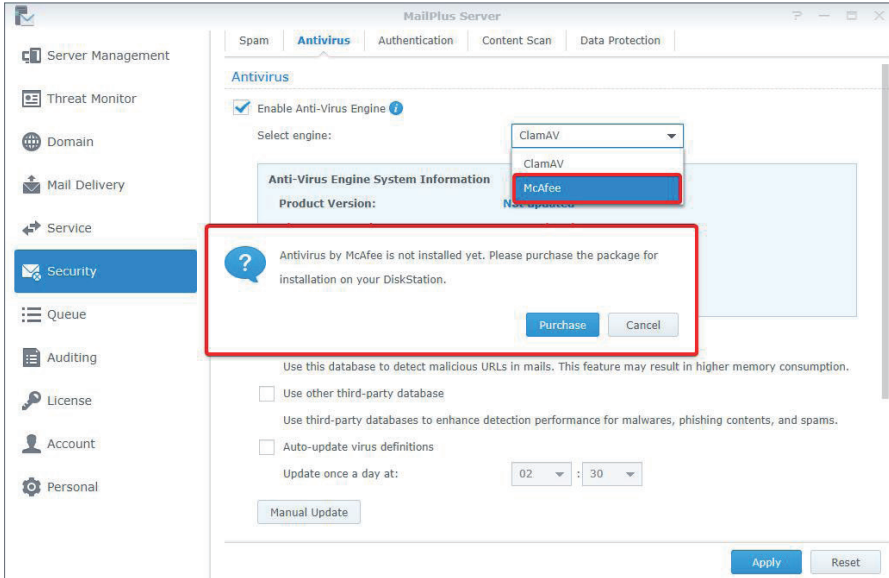 MailPlus Server
Server Management
Threat Monitor
Domain
Mail Delivery
Service
Security
Queue
Auditing
License
Account
Personal
Spam Antivirus Authentication Content Scan Data Protection
Antivirus
Enable Anti-Virus Engine
Select engine: ClamAV
ClamAV
McAfee
Anti-Virus Engine System Information
Product Version: Not updated
Antivirus by McAfee is not installed yet. Please purchase the package for
installation on your DiskStation.
Purchase Cancel
Use this database to detect malicious URLs in mails. This feature may result in higher memory consumption.
Use other third-party database
Use third-party databases to enhance detection performance for malwares, phishing contents, and spams.
Auto-update virus definitions
Update once a day at: 02 : 30
Manual Update
Apply Reset